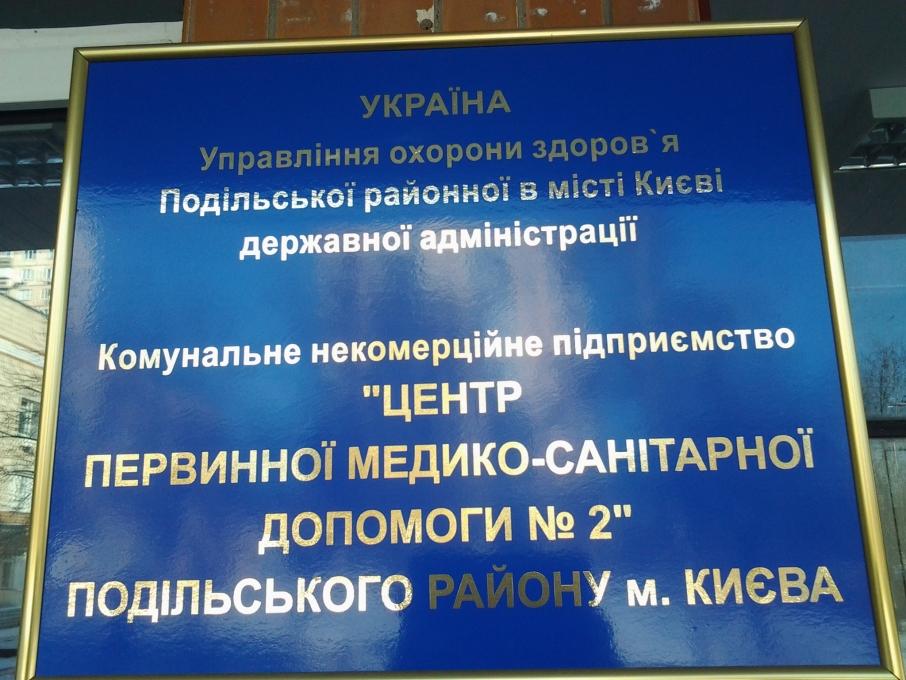 УКРАЇНА
Управління охорони здоров`я
Подільської районної в місті Києві
державної адміністрації
Комунальне некомерційне підприємство
"ЦЕНТР
ПЕРВИННОЇ МЕДИКО-САНІТАРНОЇ
ДОПОМОГИ № 2"
ПОДІЛЬСЬКОГО РАЙОНУ м. КИЄВА